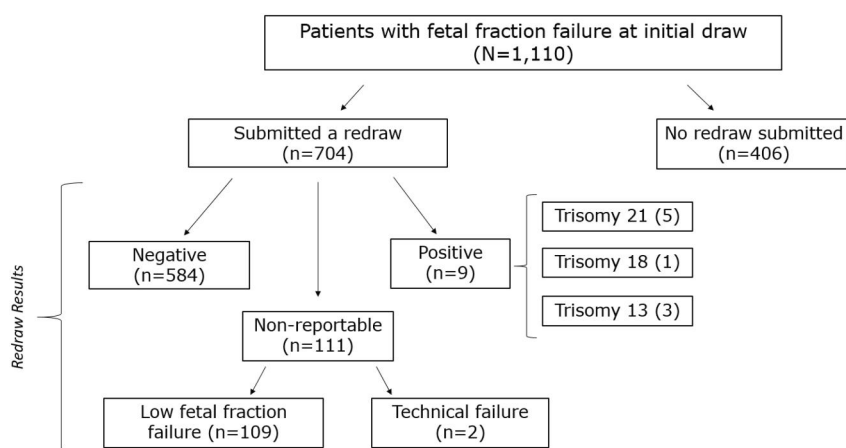 Patients with fetal fraction failure at initial draw
(N=1,110)
Submitted a redraw
(n=704)
No redraw submitted
(n=406)
Redraw Results
Negative
(n=584)
Positive
(n=9)
Trisomy 21 (5)
Trisomy 18 (1)
Trisomy 13 (3)
Non-reportable
(n=111)
Low fetal fraction
failure (n=109)
Technical failure
(n=2)